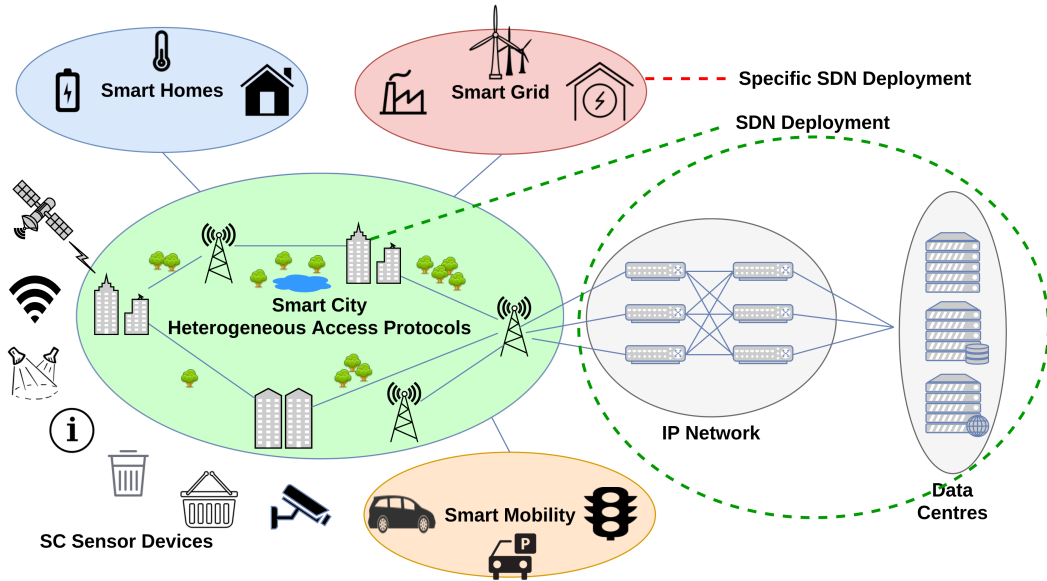 Smart Homes
Smart Grid
Specific SDN Deployment
SDN Deployment
Smart City
Heterogeneous Access Protocols
IP Network
i
Data
Centres
P
Smart Mobility
SC Sensor Devices